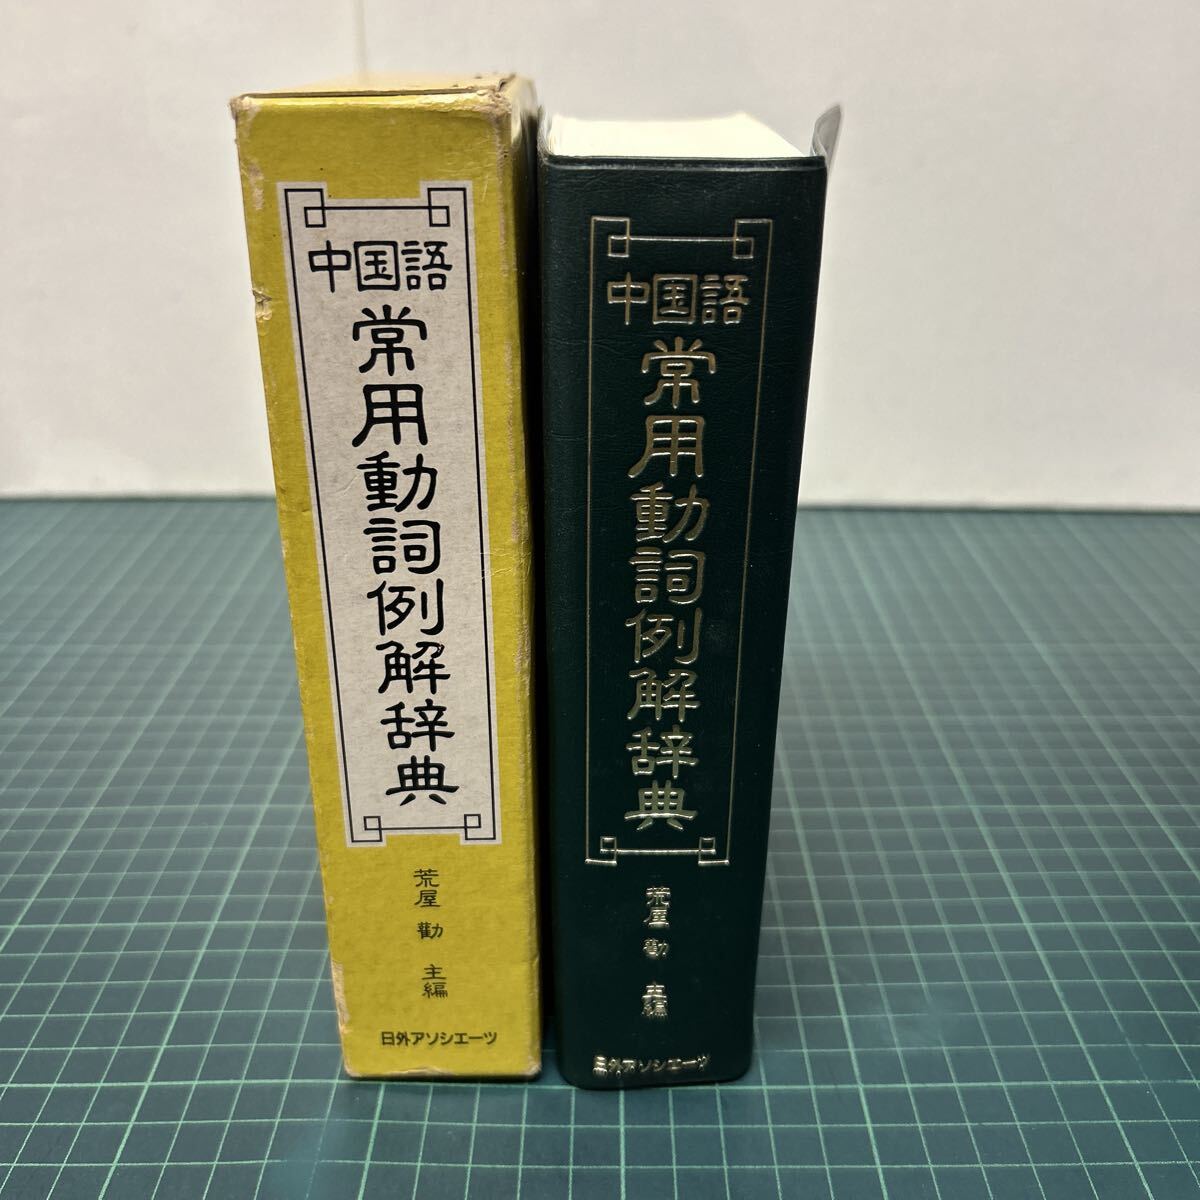 中国語
常用動詞例解辞典
荒屋 勸 主編
日外アソシエーツ
中国語
常用動詞例解辞典
荒屋 勸 主編
日外アソシエーツ